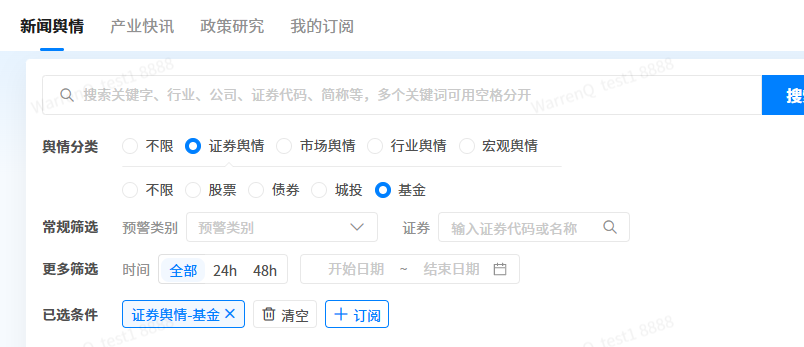 新闻舆情 产业快讯 政策研究 我的订阅
搜索关键字、行业、公司、证券代码、简称等，多个关键词可用空格分开
舆情分类 不限 证券舆情 市场舆情 行业舆情 宏观舆情
不限 股票 债券 城投 基金
常规筛选 预警类别 预警类别 证券 输入证券代码或名称
更多筛选 时间 全部 24h 48h 开始日期 ~ 结束日期
已选条件 证券舆情-基金 × 清空 + 订阅
WarrenQ_test1 8888
WarrenQ_test1 8888